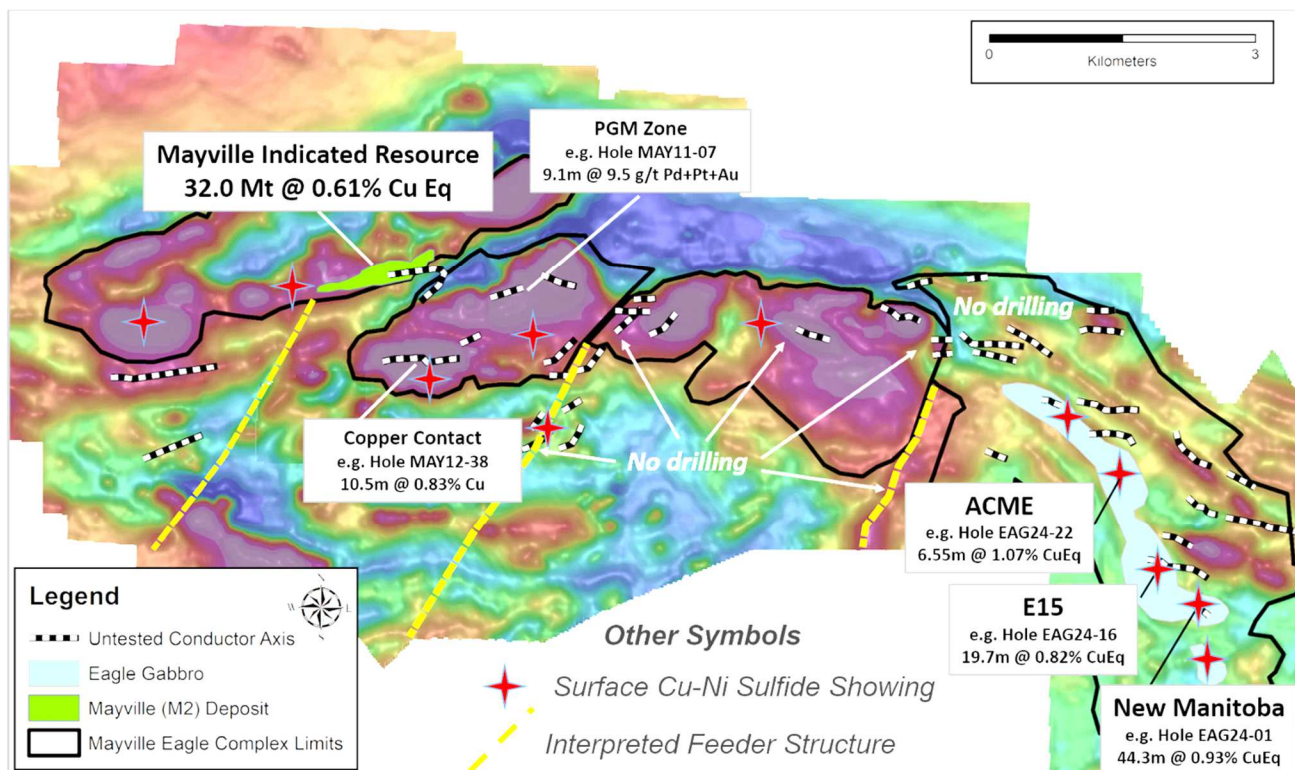 0
3
Kilometers
PGM Zone
e.g. Hole MAY11-07
9.1m @ 9.5 g/t Pd+Pt+Au
Mayville Indicated Resource
32.0 Mt @ 0.61% Cu Eq
No drilling
Copper Contact
e.g. Hole MAY12-38
10.5m @ 0.83% Cu
No drilling
ACME
e.g. Hole EAG24-22
6.55m @ 1.07% CuEq
E15
e.g. Hole EAG24-16
19.7m @ 0.82% CuEq
New Manitoba
e.g. Hole EAG24-01
44.3m @ 0.93% CuEq
Legend
N
W E
S
Untested Conductor Axis
Eagle Gabbro
Mayville (M2) Deposit
Mayville Eagle Complex Limits
Other Symbols
Surface Cu-Ni Sulfide Showing
Interpreted Feeder Structure